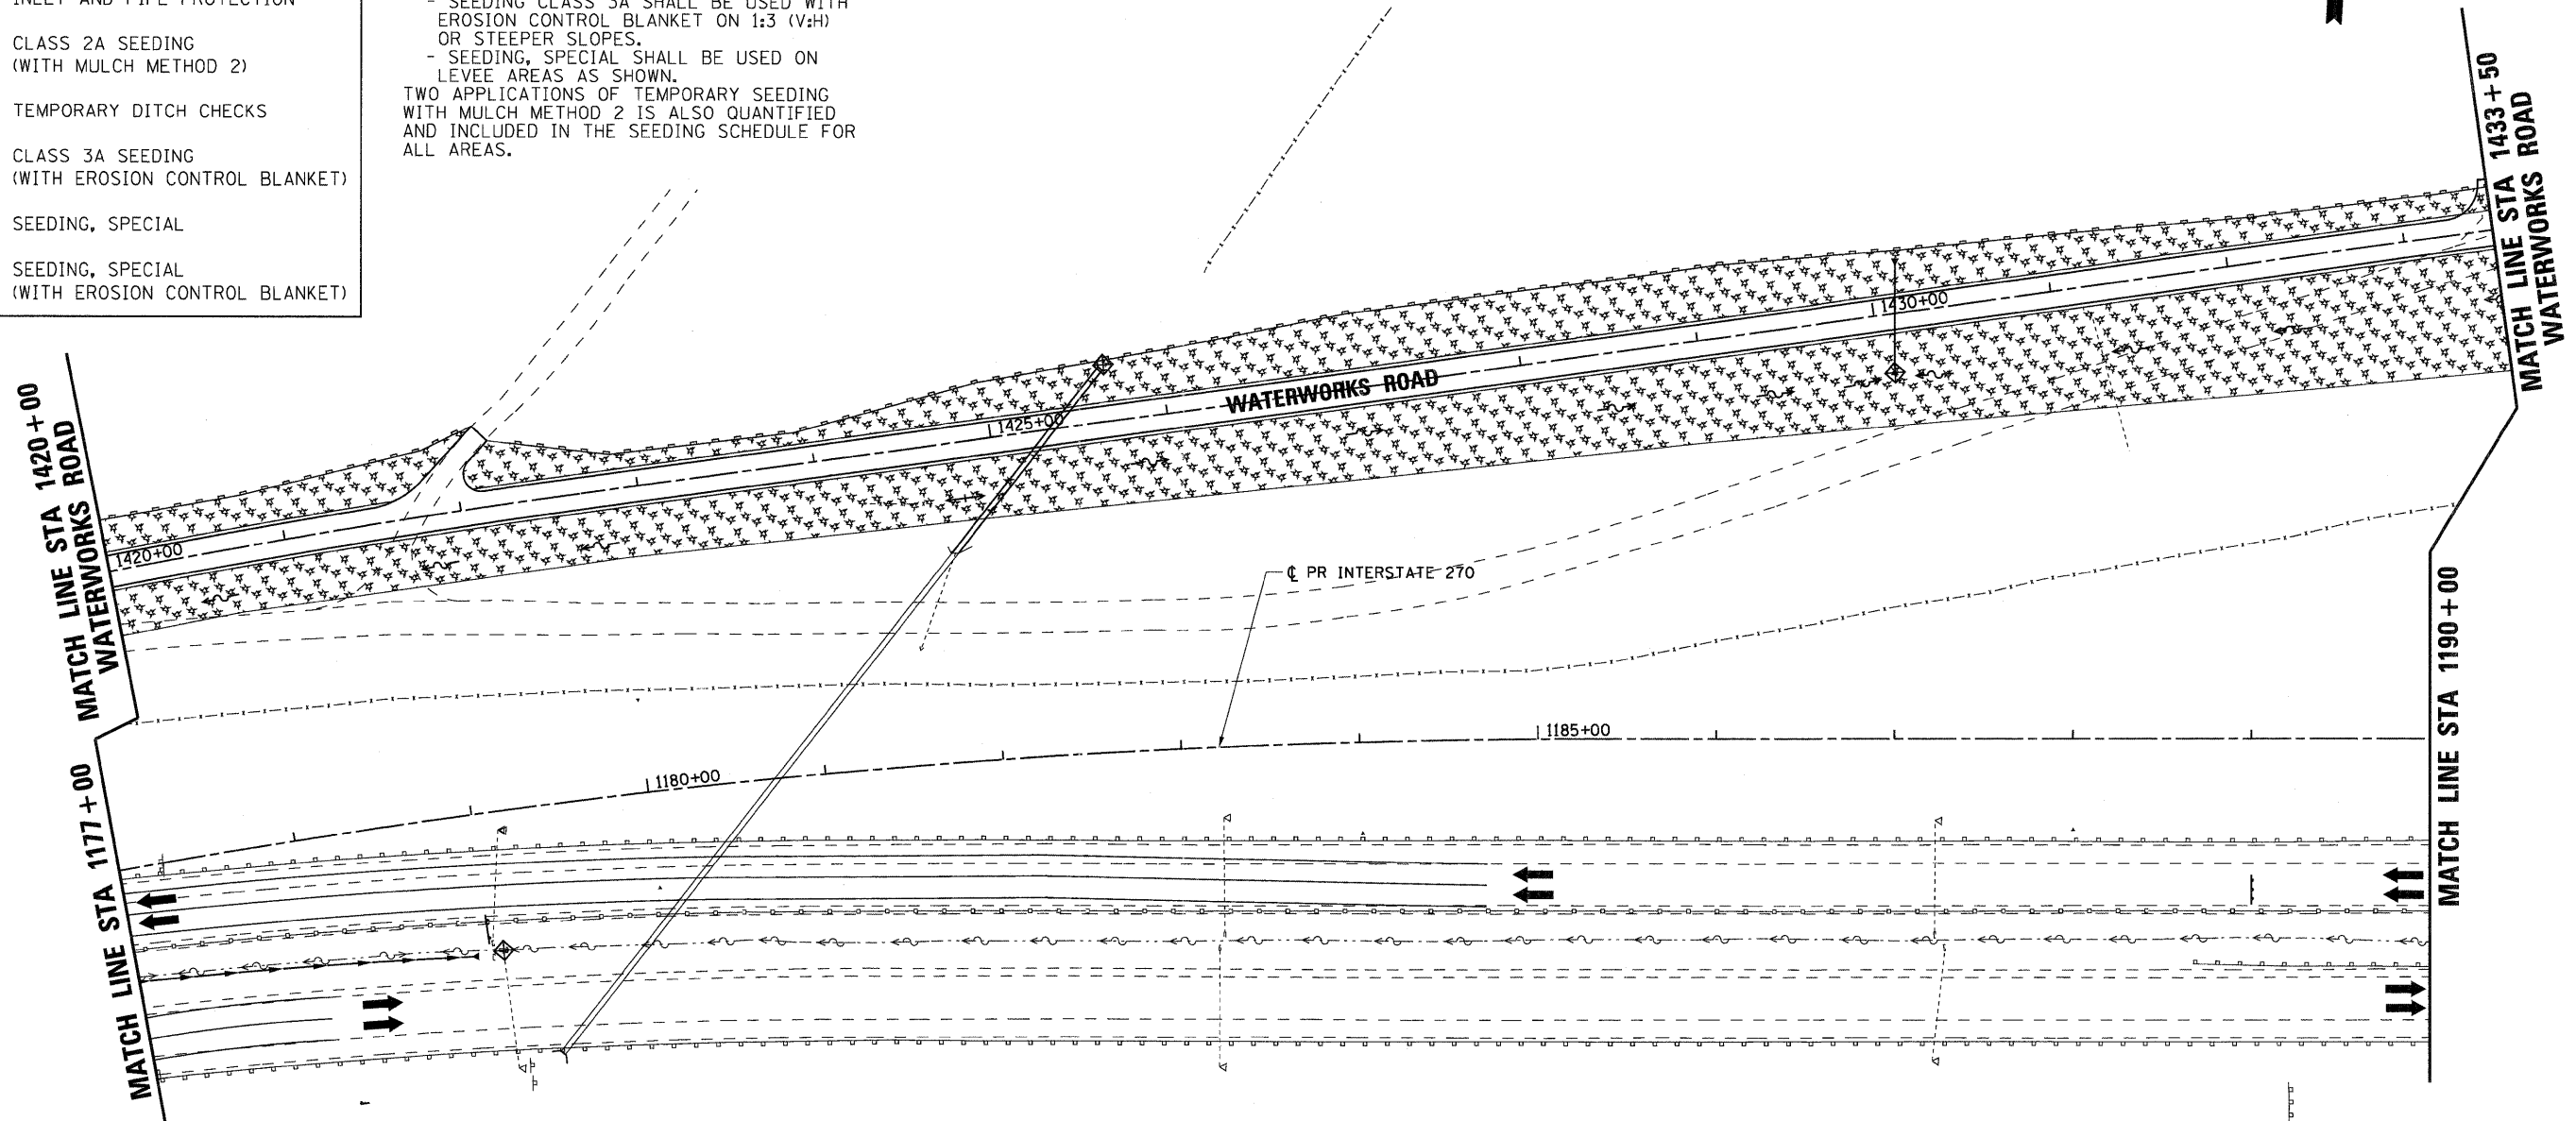 INLET AND PIPE PROTECTION
CLASS 2A SEEDING
(WITH MULCH METHOD 2)
TEMPORARY DITCH CHECKS
CLASS 3A SEEDING
(WITH EROSION CONTROL BLANKET)
SEEDING, SPECIAL
SEEDING, SPECIAL
(WITH EROSION CONTROL BLANKET)
- SEEDING CLASS 3A SHALL BE USED WITH
EROSION CONTROL BLANKET ON 1:3 (V:H)
OR STEEPER SLOPES.
- SEEDING, SPECIAL SHALL BE USED ON
LEVEE AREAS AS SHOWN.
TWO APPLICATIONS OF TEMPORARY SEEDING
WITH MULCH METHOD 2 IS ALSO QUANTIFIED
AND INCLUDED IN THE SEEDING SCHEDULE FOR
ALL AREAS.
MATCH LINE STA 1420+00
WATERWORKS ROAD
1420+00
1425+00
WATERWORKS ROAD
1430+00
MATCH LINE STA 1433+50
WATERWORKS ROAD
℄ PR INTERSTATE 270
MATCH LINE STA 1177+00
1180+00
1185+00
MATCH LINE STA 1190+00